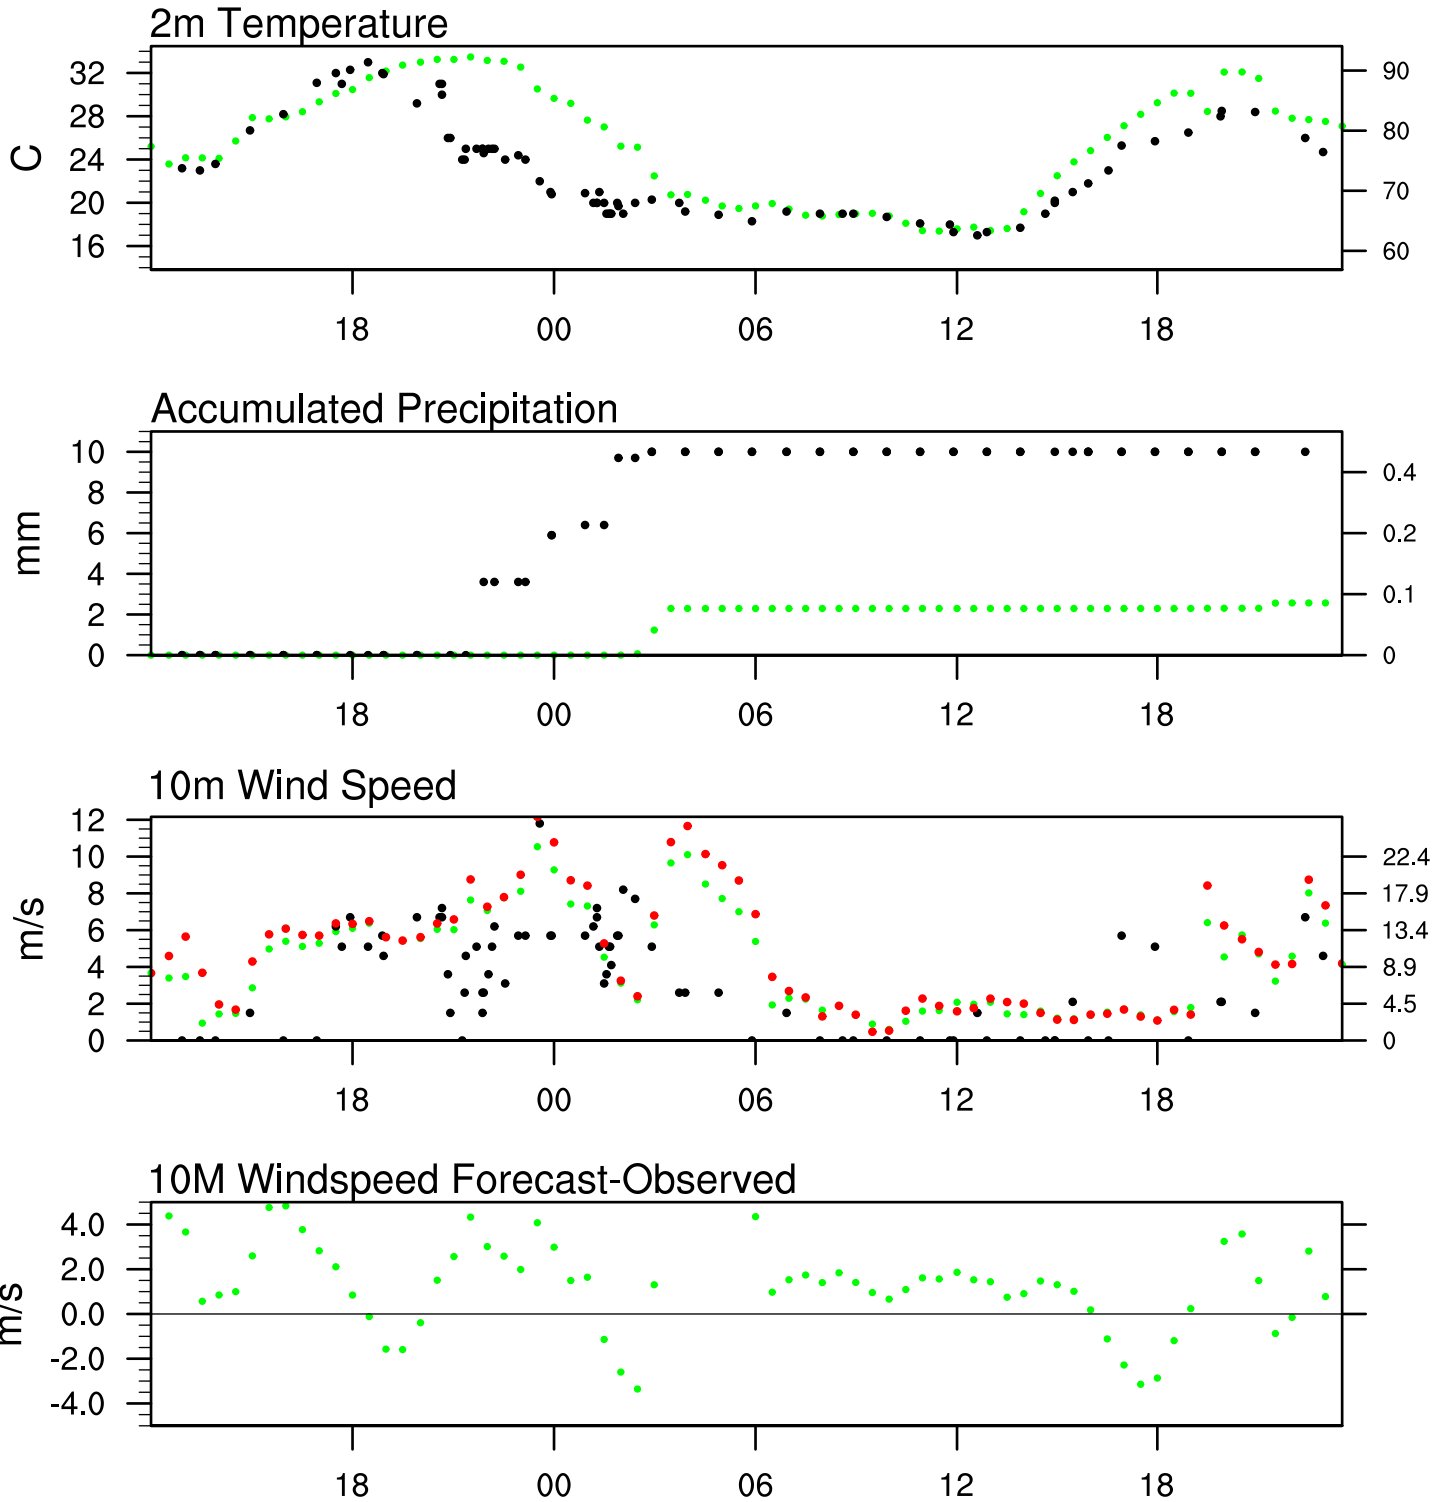 2m Temperature
32 90
28 80
24
20 70
16 60
C
18 00 06 12 18
Accumulated Precipitation
10
8 0.4
6 0.2
4
2 0.1
0 0
mm
18 00 06 12 18
10m Wind Speed
12
10 22.4
8 17.9
6 13.4
4 8.9
2 4.5
0 0
m/s
18 00 06 12 18
10M Windspeed Forecast-Observed
4.0
2.0
0.0
-2.0
-4.0
m/s
18 00 06 12 18